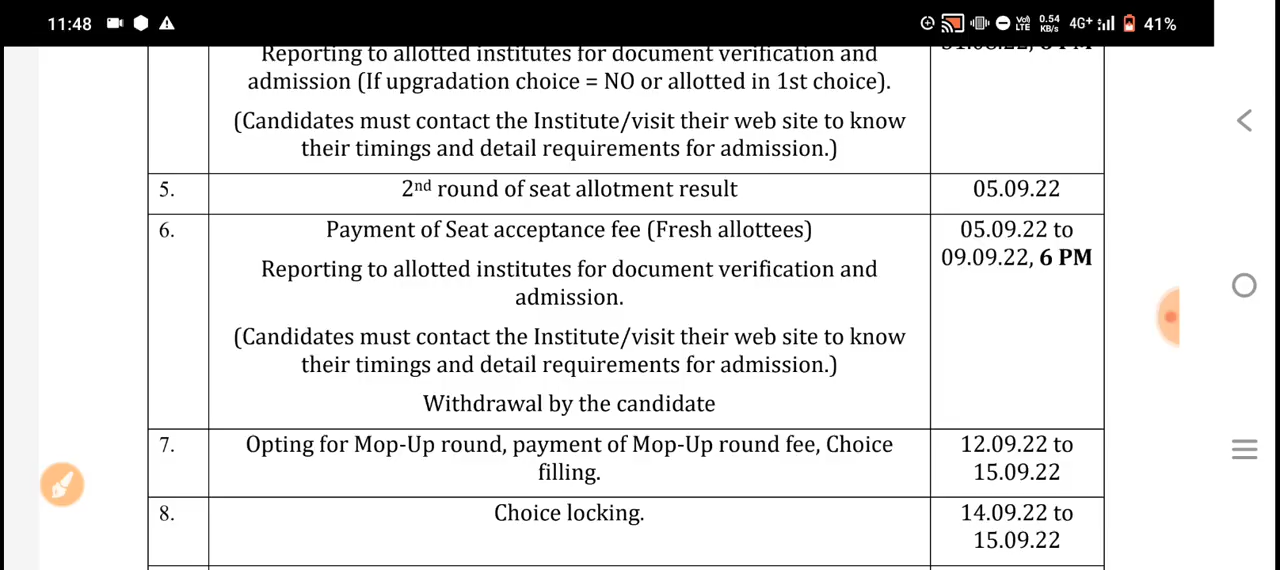 11:48
Vo) LTE 0.54 KB/s 4G+ 41%
Reporting to allotted institutes for document verification and
admission (If upgradation choice = NO or allotted in 1st choice).
(Candidates must contact the Institute/visit their web site to know
their timings and detail requirements for admission.)
5. 2nd round of seat allotment result 05.09.22
6. Payment of Seat acceptance fee (Fresh allottees) 05.09.22 to
09.09.22, 6 PM
Reporting to allotted institutes for document verification and
admission.
(Candidates must contact the Institute/visit their web site to know
their timings and detail requirements for admission.)
Withdrawal by the candidate
7. Opting for Mop-Up round, payment of Mop-Up round fee, Choice
filling.
12.09.22 to
15.09.22
8. Choice locking. 14.09.22 to
15.09.22